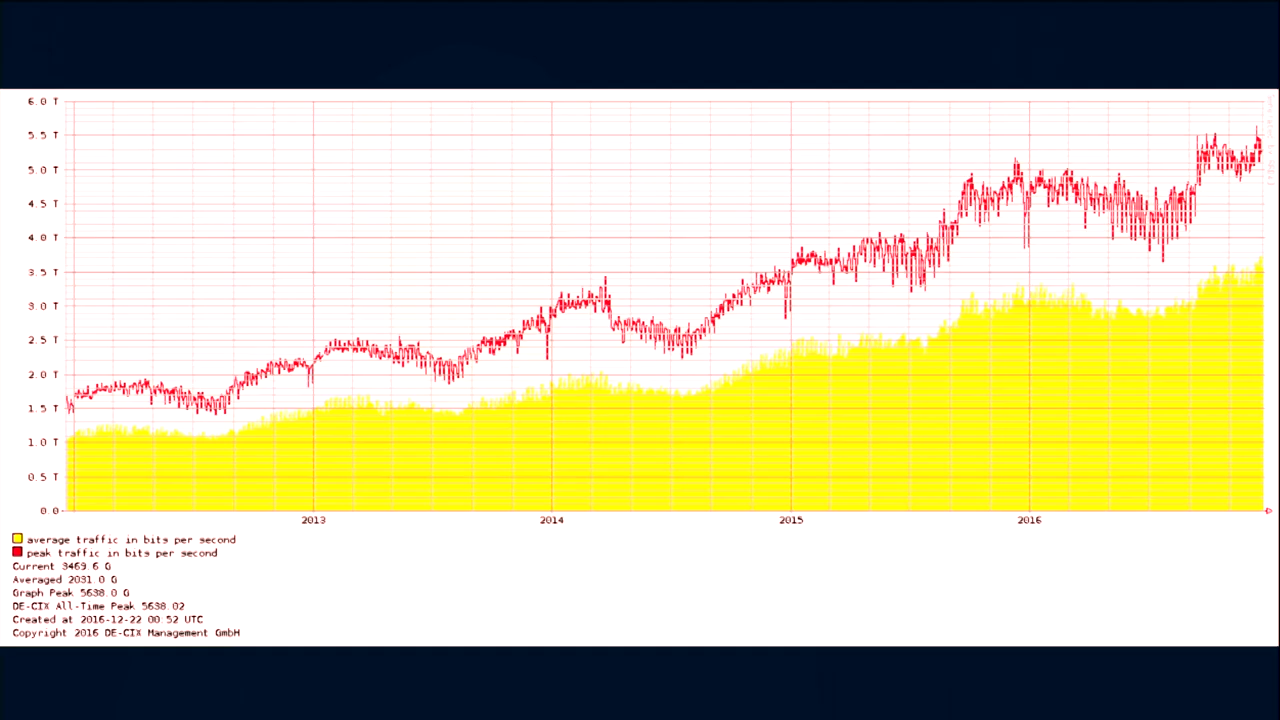 6.0 T
5.5 T
5.0 T
4.5 T
4.0 T
3.5 T
3.0 T
2.5 T
2.0 T
1.5 T
1.0 T
0.5 T
0 0
2013 2014 2015 2016
average traffic in bits per second
peak traffic in bits per second
Current 3469.6 G
Averaged 2031.0 G
Graph Peak 5638.0 G
DE-CIX All-Time Peak 5638.02
Created at 2016-12-22 00 52 UTC
Copyright 2016 DE-CIX Management GmbH